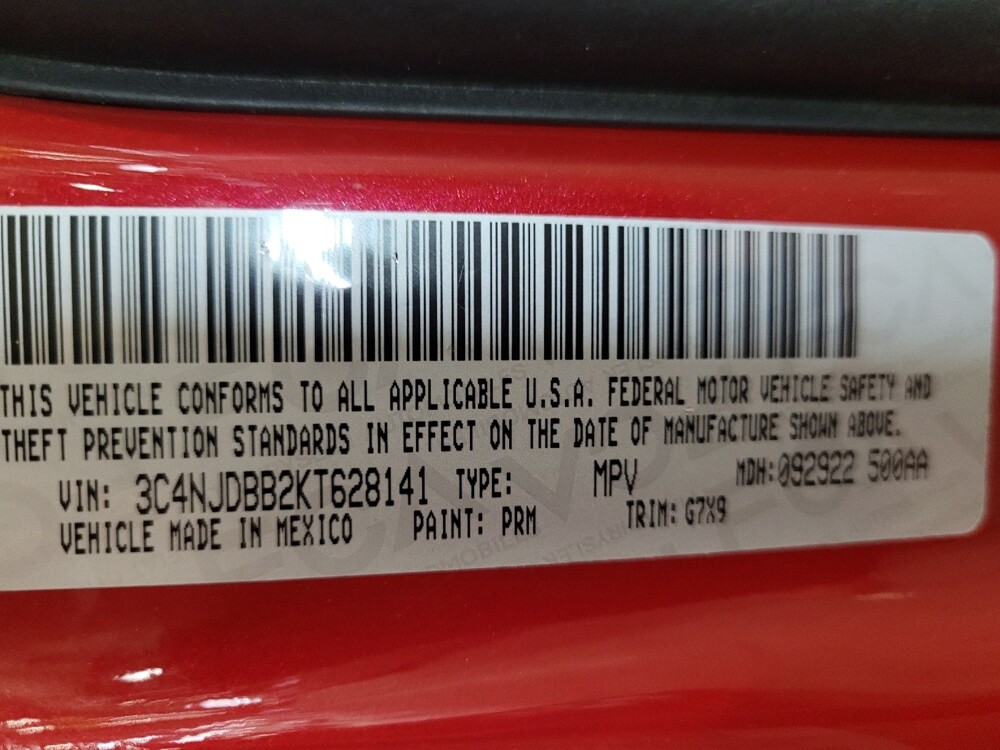 THIS VEHICLE CONFORMS TO ALL APPLICABLE U.S.A. FEDERAL MOTOR VEHICLE SAFETY AND
THEFT PREVENTION STANDARDS IN EFFECT ON THE DATE OF MANUFACTURE SHOWN ABOVE.
VIN: 3C4NJDBB2KT628141 TYPE: MPV MDH:092922 500AA
VEHICLE MADE IN MEXICO PAINT: PRM TRIM: G7X9